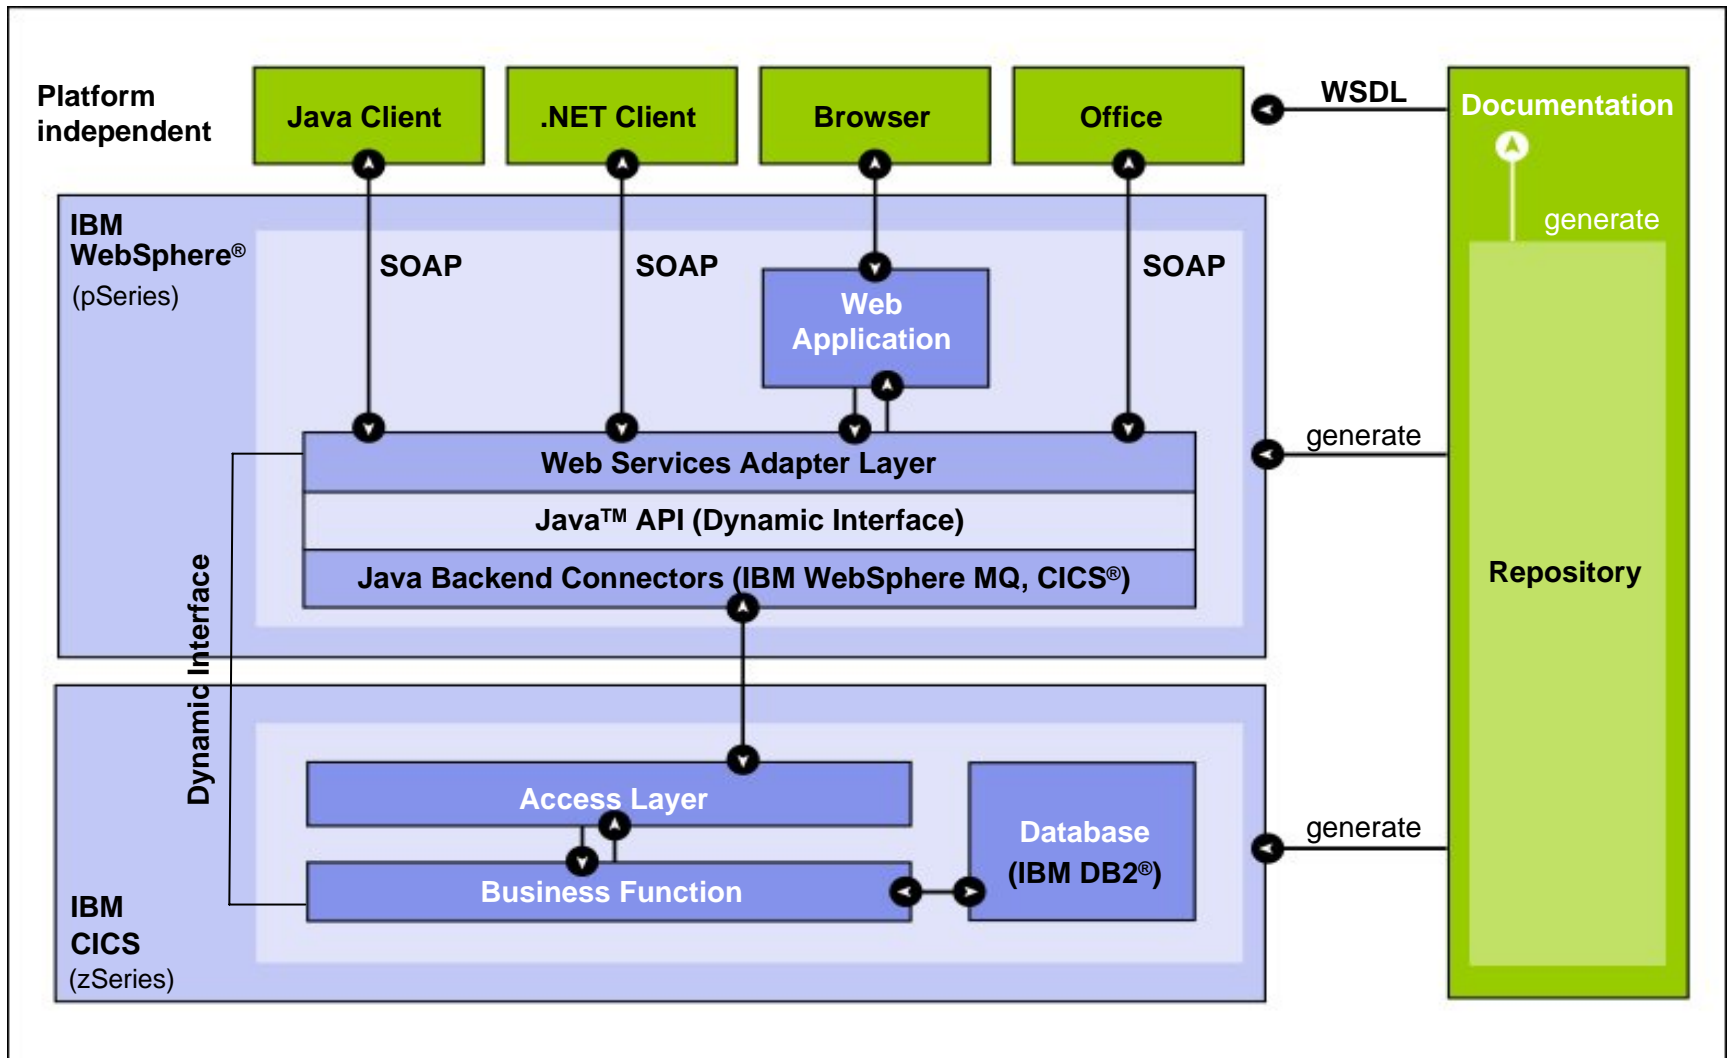 Platform
independent
Java Client
.NET Client
Browser
Office
WSDL
Documentation
generate
IBM
WebSphere®
(pSeries)
SOAP
SOAP
SOAP
Web
Application
Web Services Adapter Layer
Java™ API (Dynamic Interface)
Java Backend Connectors (IBM WebSphere MQ, CICS®)
generate
Repository
Dynamic Interface
Access Layer
Business Function
Database
(IBM DB2®)
generate
IBM
CICS
(zSeries)